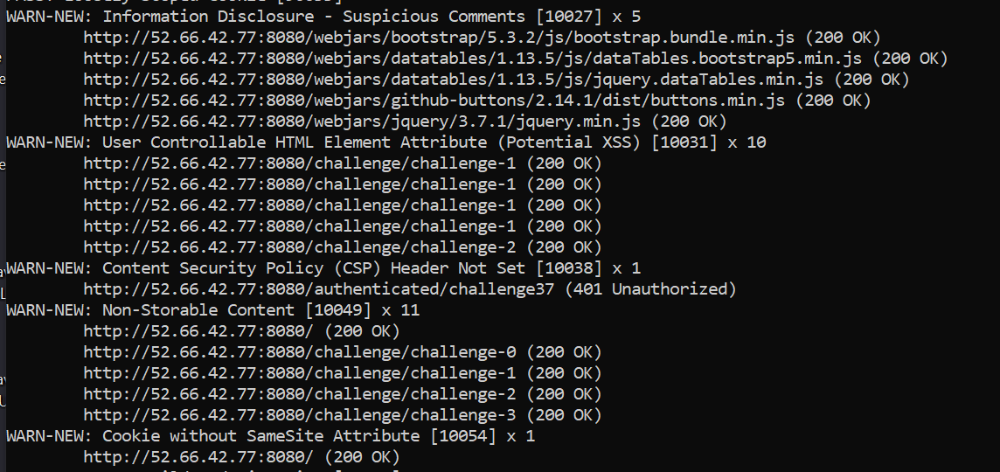 WARN-NEW: Information Disclosure - Suspicious Comments [10027] x 5
http://52.66.42.77:8080/webjars/bootstrap/5.3.2/js/bootstrap.bundle.min.js (200 OK)
http://52.66.42.77:8080/webjars/datatables/1.13.5/js/dataTables.bootstrap5.min.js (200 OK)
http://52.66.42.77:8080/webjars/datatables/1.13.5/js/jquery.dataTables.min.js (200 OK)
http://52.66.42.77:8080/webjars/github-buttons/2.14.1/dist/buttons.min.js (200 OK)
http://52.66.42.77:8080/webjars/jquery/3.7.1/jquery.min.js (200 OK)
WARN-NEW: User Controllable HTML Element Attribute (Potential XSS) [10031] x 10
http://52.66.42.77:8080/challenge/challenge-1 (200 OK)
http://52.66.42.77:8080/challenge/challenge-1 (200 OK)
http://52.66.42.77:8080/challenge/challenge-1 (200 OK)
http://52.66.42.77:8080/challenge/challenge-1 (200 OK)
http://52.66.42.77:8080/challenge/challenge-2 (200 OK)
WARN-NEW: Content Security Policy (CSP) Header Not Set [10038] x 1
http://52.66.42.77:8080/authenticated/challenge37 (401 Unauthorized)
WARN-NEW: Non-Storable Content [10049] x 11
http://52.66.42.77:8080/ (200 OK)
http://52.66.42.77:8080/challenge/challenge-0 (200 OK)
http://52.66.42.77:8080/challenge/challenge-1 (200 OK)
http://52.66.42.77:8080/challenge/challenge-2 (200 OK)
http://52.66.42.77:8080/challenge/challenge-3 (200 OK)
WARN-NEW: Cookie without SameSite Attribute [10054] x 1
http://52.66.42.77:8080/ (200 OK)